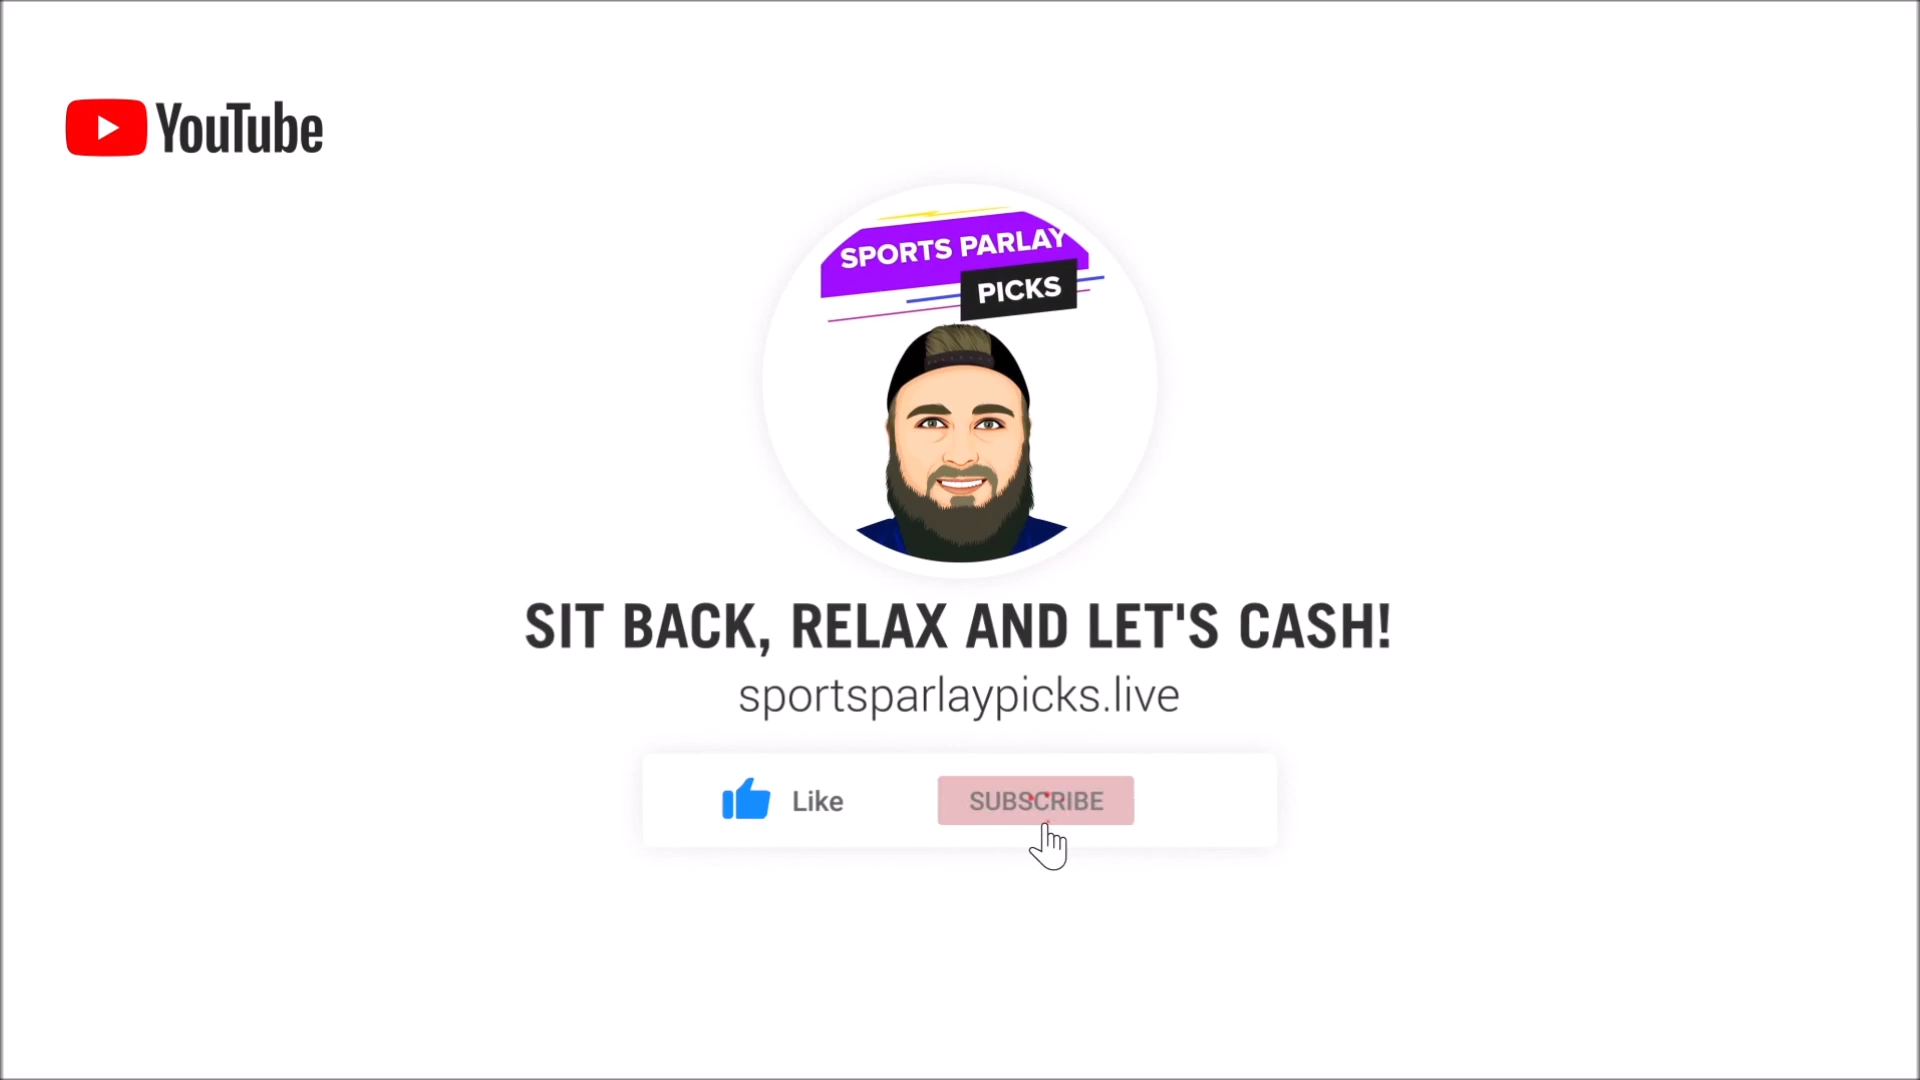 YouTube
SPORTS PARLAY
PICKS
SIT BACK, RELAX AND LET'S CASH!
sportsparlaypicks.live
Like
SUBSCRIBE